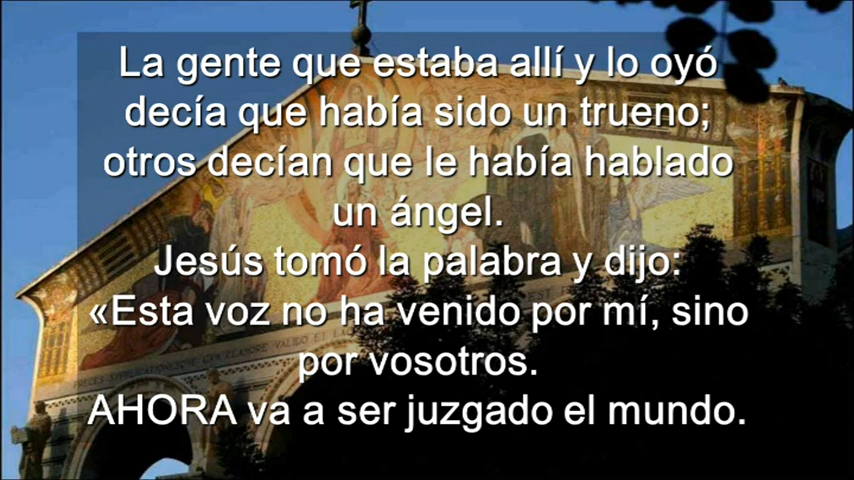 La gente que estaba allí y lo oyó
decía que había sido un trueno;
otros decían que le había hablado
un ángel.
Jesús tomó la palabra y dijo:
«Esta voz no ha venido por mí, sino
por vosotros.
AHORA va a ser juzgado el mundo.